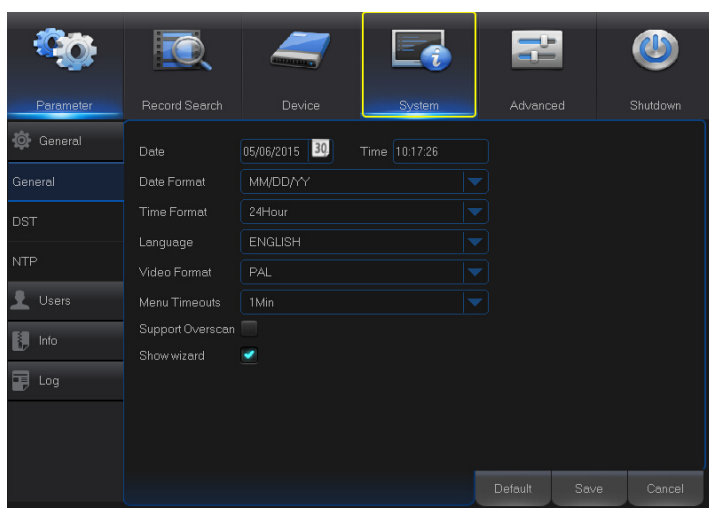 Parameter Record Search Device System Advanced Shutdown
General
General
DST
NTP
Users
Info
Log
Date 05/06/2015 30 Time 10:17:26
Date Format MM/DD/YY
Time Format 24Hour
Language ENGLISH
Video Format PAL
Menu Timeouts 1Min
Support Overscan
Show wizard
Default Save Cancel